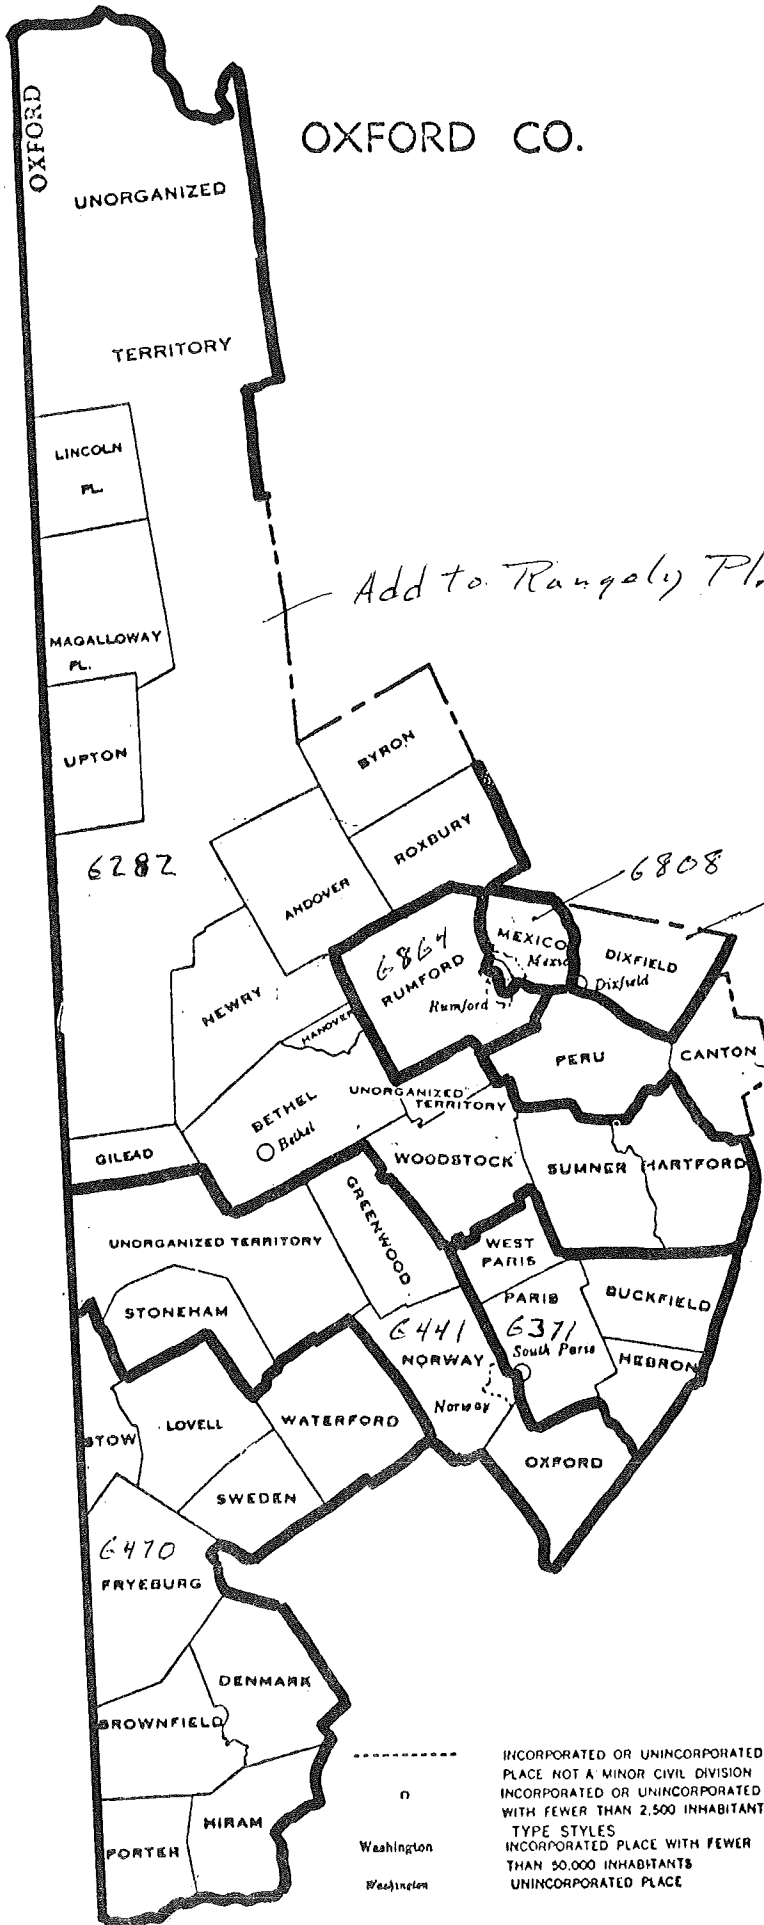 OXFORD CO.
OXFORD
UNORGANIZED
TERRITORY
LINCOLN
PL.
Add to Rangely Pl.
MAGALLOWAY
PL.
UPTON
BYRON
ROXBURY
6282
ANDOVER
6808
MEXICO
DIXFIELD
Dixfield
6864
RUMFORD
Rumford
NEWRY
HANOVER
PERU
CANTON
BETHEL
Bethel
UNORGANIZED
TERRITORY
GILEAD
WOODSTOCK
SUMNER
HARTFORD
GREENWOOD
UNORGANIZED TERRITORY
WEST
PARIS
STONEHAM
PARIS
BUCKFIELD
6441
6371
NORWAY
South Paris
HEBRON
Norway
STOW
LOVELL
WATERFORD
OXFORD
SWEDEN
6470
FRYEBURG
DENMARK
BROWNFIELD
HIRAM
PORTER
INCORPORATED OR UNINCORPORATED
PLACE NOT A MINOR CIVIL DIVISION
INCORPORATED OR UNINCORPORATED
WITH FEWER THAN 2,500 INHABITANT
TYPE STYLES
Washington
INCORPORATED PLACE WITH FEWER
THAN 50,000 INHABITANTS
Washington
UNINCORPORATED PLACE